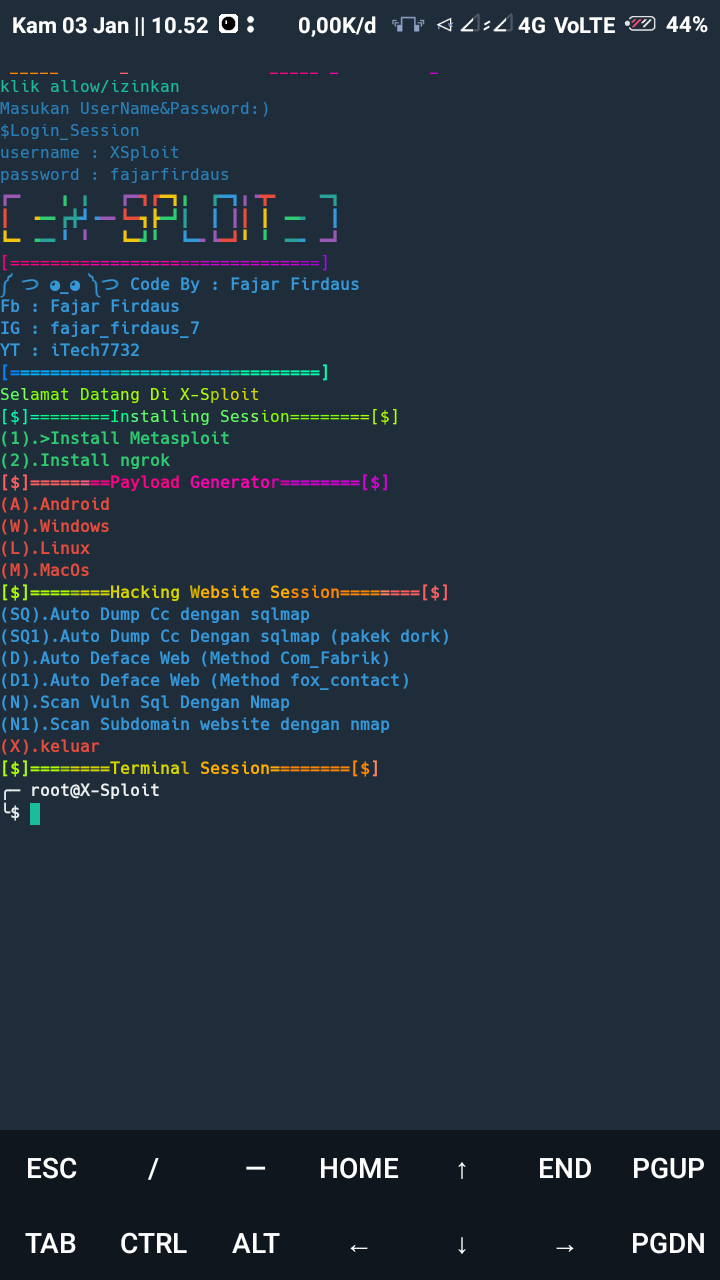 Kam 03 Jan || 10.52 0,00K/d 4G VoLTE 44%
klik allow/izinkan
Masukan UserName&Password:)
$Login_Session
username : XSploit
password : fajarfirdaus
[X-SPLOIT-]
[===============================]
༼ つ ◕_◕ ༽つ Code By : Fajar Firdaus
Fb : Fajar Firdaus
IG : fajar_firdaus_7
YT : iTech7732
[===============================]
Selamat Datang Di X-Sploit
[$]========Installing Session========[$]
(1).>Install Metasploit
(2).Install ngrok
[$]========Payload Generator========[$]
(A).Android
(W).Windows
(L).Linux
(M).MacOs
[$]========Hacking Website Session========[$]
(SQ).Auto Dump Cc dengan sqlmap
(SQ1).Auto Dump Cc Dengan sqlmap (pakek dork)
(D).Auto Deface Web (Method Com_Fabrik)
(D1).Auto Deface Web (Method fox_contact)
(N).Scan Vuln Sql Dengan Nmap
(N1).Scan Subdomain website dengan nmap
(X).keluar
[$]========Terminal Session========[$]
╭─ root@X-Sploit
╰$
ESC / — HOME ↑ END PGUP
TAB CTRL ALT ← ↓ → PGDN